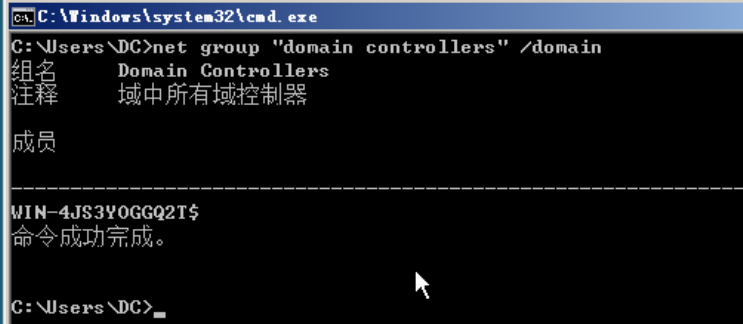 C:\Windows\system32\cmd.exe
C:\Users\DC>net group "domain controllers" /domain
组名 Domain Controllers
注释 域中所有域控制器
成员
-------------------------------------------------------------------------------
WIN-4JS3YOGGQ2T$
命令成功完成。
C:\Users\DC>_